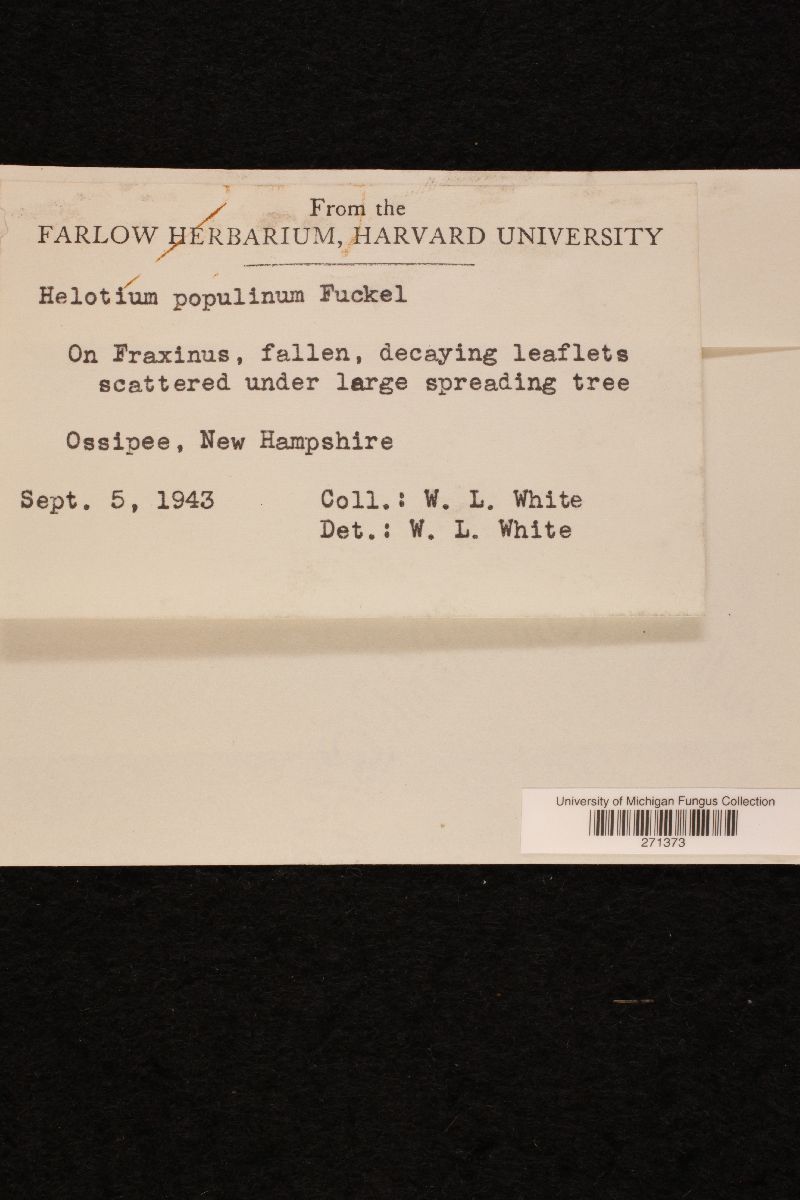 From the
FARLOW HERBARIUM, HARVARD UNIVERSITY
Helotium populinum Fuckel
On Fraxinus, fallen, decaying leaflets
scattered under large spreading tree
Ossipee, New Hampshire
Sept. 5, 1943 Coll.: W. L. White
Det.: W. L. White
University of Michigan Fungus Collection
271373